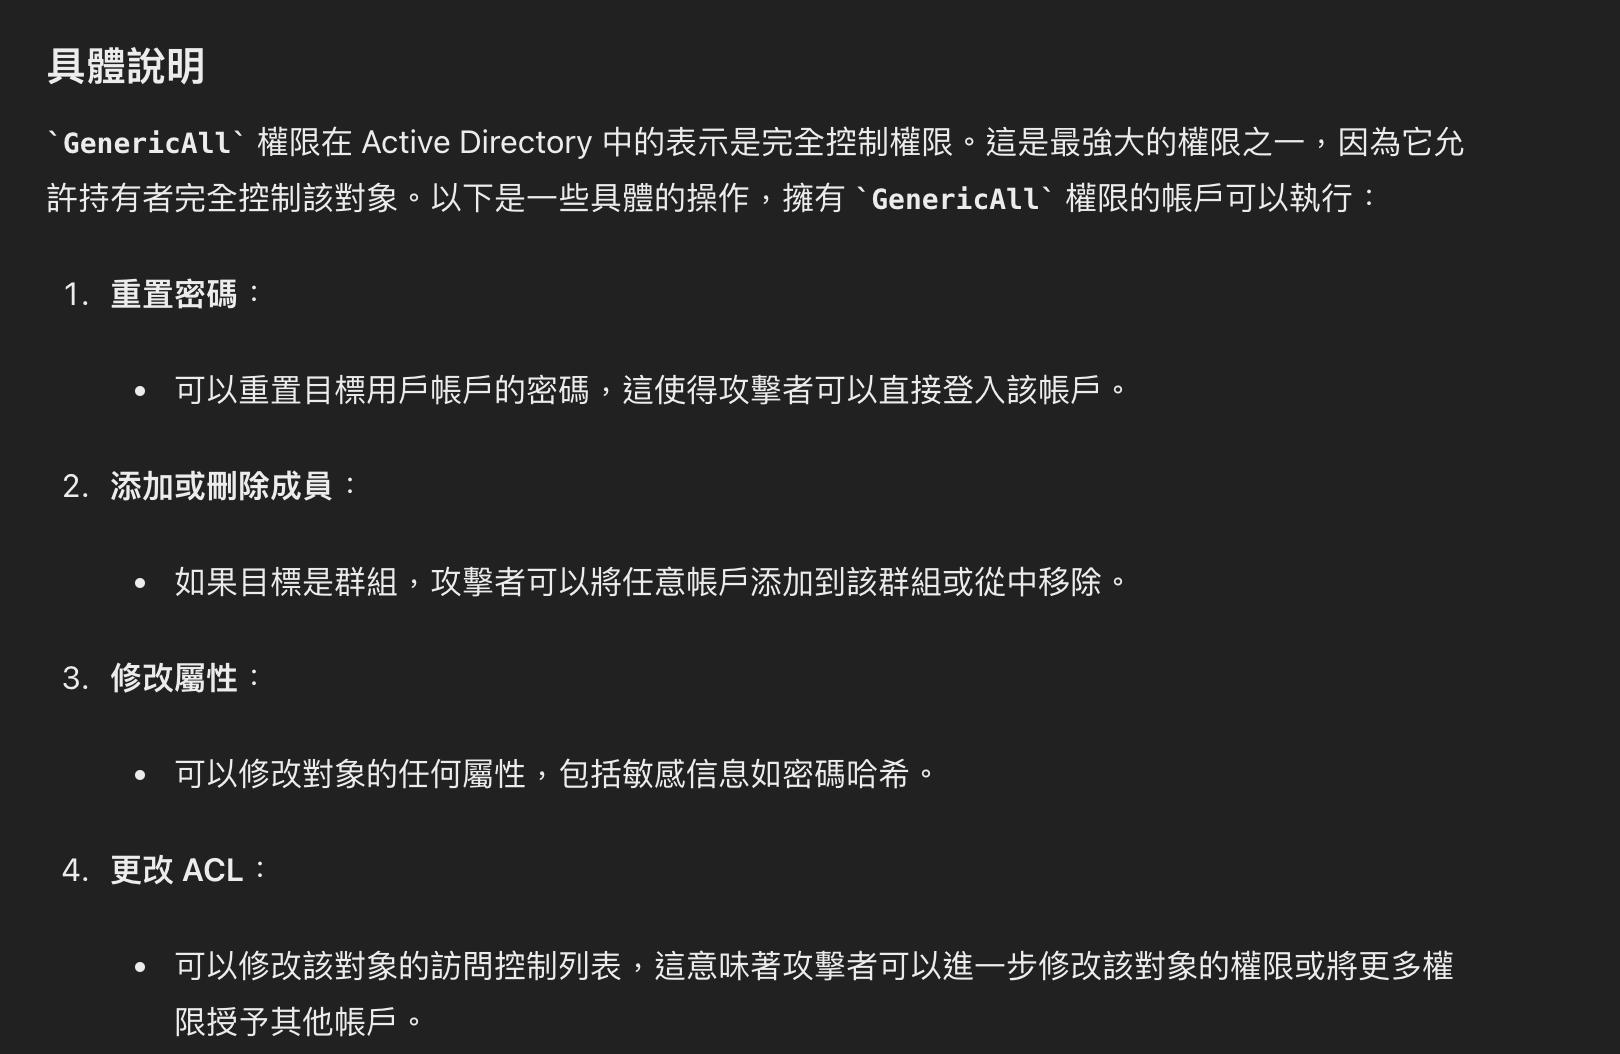 具體說明
`GenericAll` 權限在 Active Directory 中的表示是完全控制權限。這是最強大的權限之一，因為它允
許持有者完全控制該對象。以下是一些具體的操作，擁有 `GenericAll` 權限的帳戶可以執行：
1. 重置密碼：
• 可以重置目標用戶帳戶的密碼，這使得攻擊者可以直接登入該帳戶。
2. 添加或刪除成員：
• 如果目標是群組，攻擊者可以將任意帳戶添加到該群組或從中移除。
3. 修改屬性：
• 可以修改對象的任何屬性，包括敏感信息如密碼哈希。
4. 更改 ACL：
• 可以修改該對象的訪問控制列表，這意味著攻擊者可以進一步修改該對象的權限或將更多權
限授予其他帳戶。